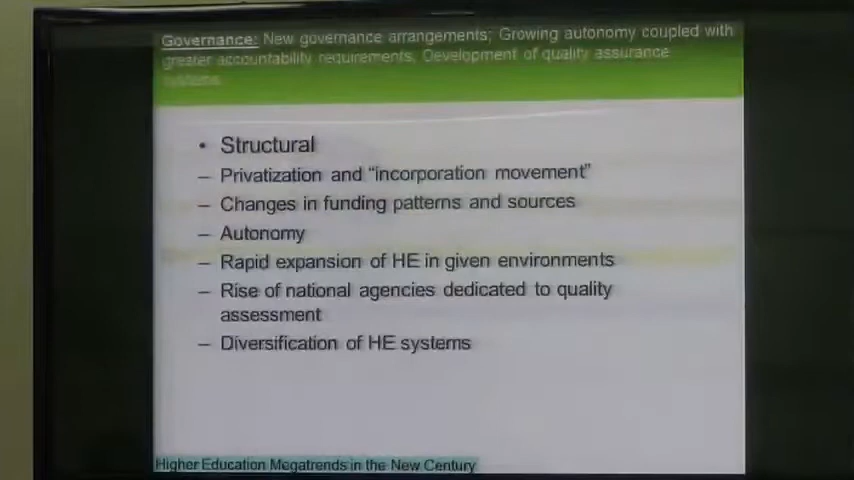 Governance: New governance arrangements; Growing autonomy coupled with
greater accountability requirements. Development of quality assurance
systems
• Structural
– Privatization and “incorporation movement”
– Changes in funding patterns and sources
– Autonomy
– Rapid expansion of HE in given environments
– Rise of national agencies dedicated to quality
assessment
– Diversification of HE systems
Higher Education Megatrends in the New Century